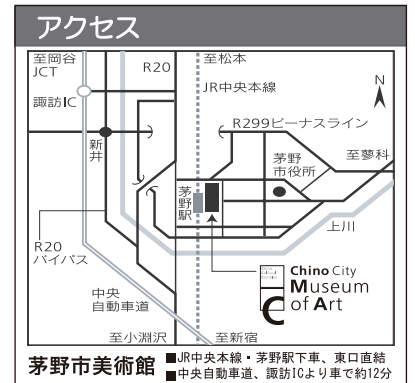 アクセス
至岡谷
JCT
R20
至松本
JR中央本線
N
諏訪IC
R299ビーナスライン
新井
茅野
市役所
至蓼科
茅野駅
上川
R20
バイパス
中央
自動車道
Chino City
Museum
of Art
C
至小淵沢
至新宿
茅野市美術館
■JR中央本線・茅野駅下車、東口直結
■中央自動車道、諏訪ICより車で約12分